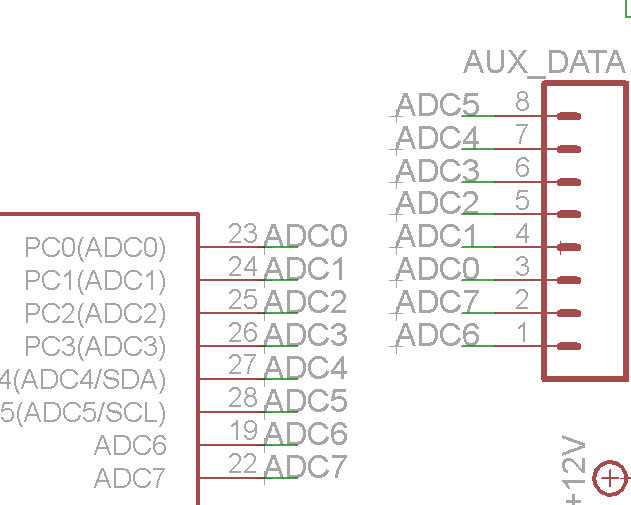 AUX_DATA
ADC5 8
ADC4 7
ADC3 6
ADC2 5
ADC1 4
ADC0 3
ADC7 2
ADC6 1
PC0(ADC0) 23 ADC0
PC1(ADC1) 24 ADC1
PC2(ADC2) 25 ADC2
PC3(ADC3) 26 ADC3
4(ADC4/SDA) 27 ADC4
5(ADC5/SCL) 28 ADC5
ADC6 19 ADC6
ADC7 22 ADC7
+12V